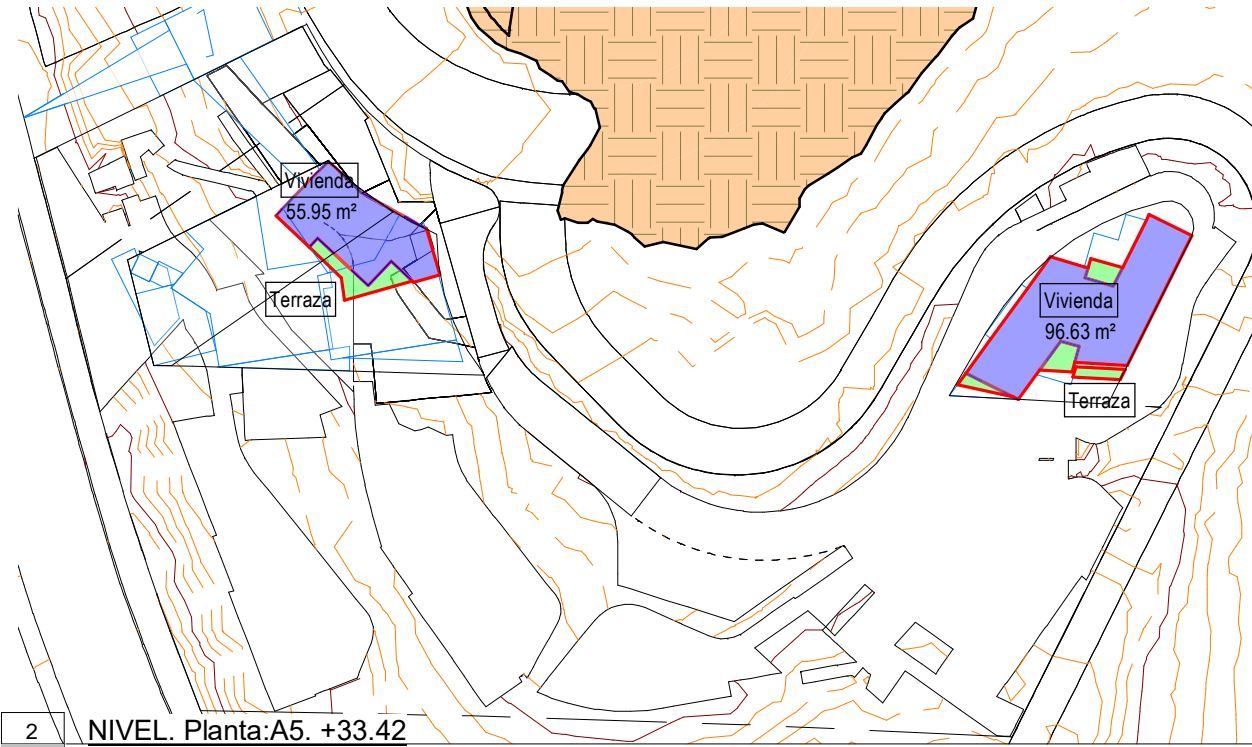 Vivienda
55.95 m²
Terraza
Vivienda
96.63 m²
Terraza
2 NIVEL. Planta:A5. +33.42